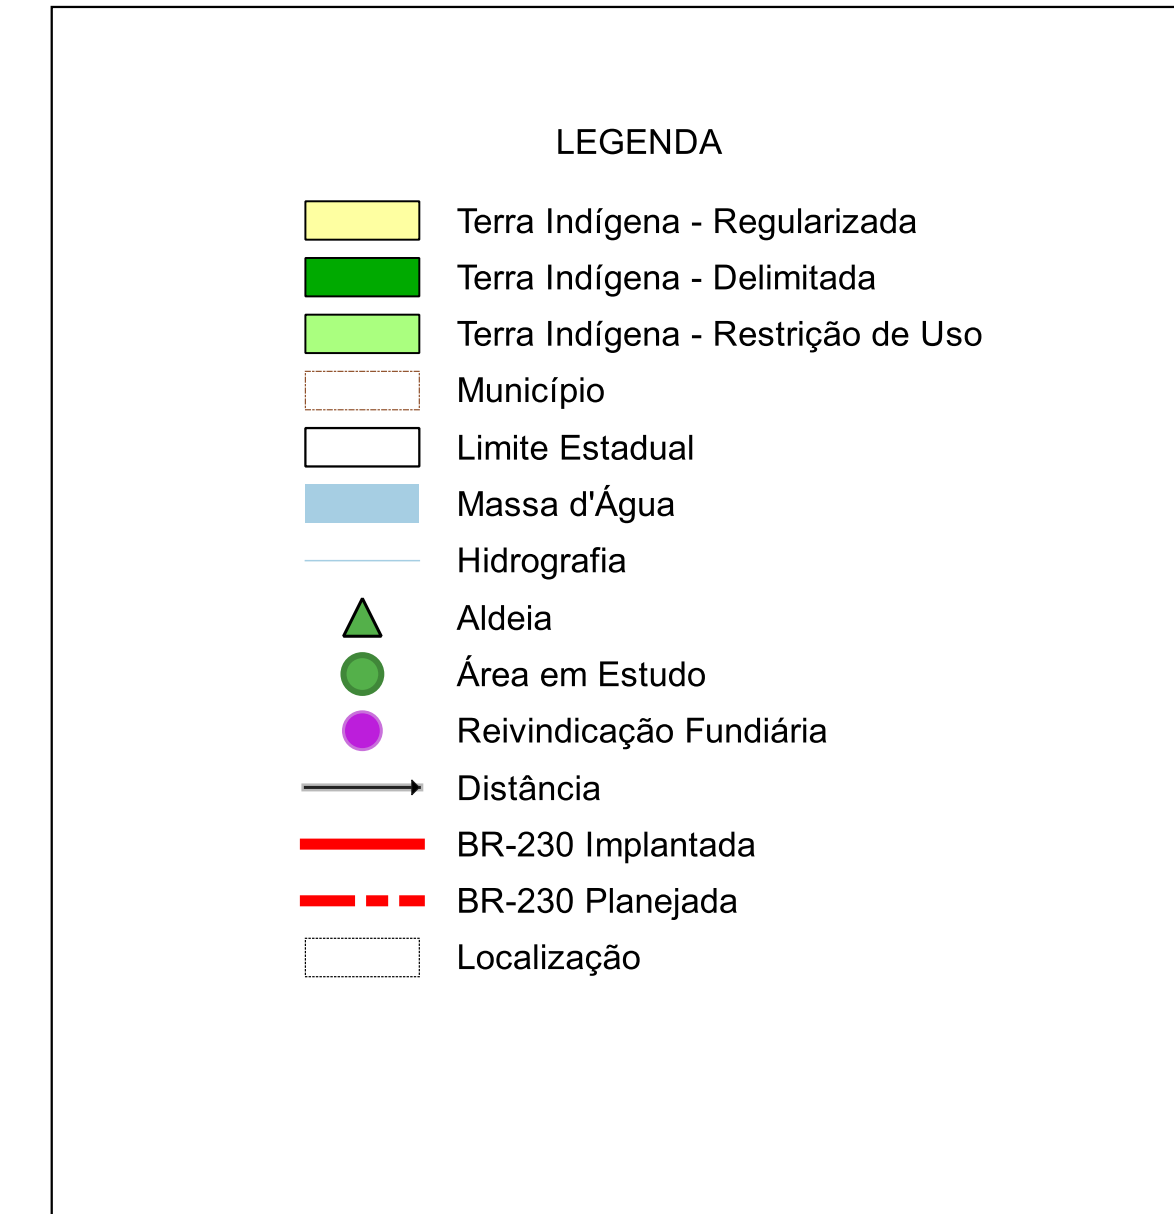 LEGENDA
Terra Indígena - Regularizada
Terra Indígena - Delimitada
Terra Indígena - Restrição de Uso
Município
Limite Estadual
Massa d'Água
Hidrografia
Aldeia
Área em Estudo
Reivindicação Fundiária
Distância
BR-230 Implantada
BR-230 Planejada
Localização